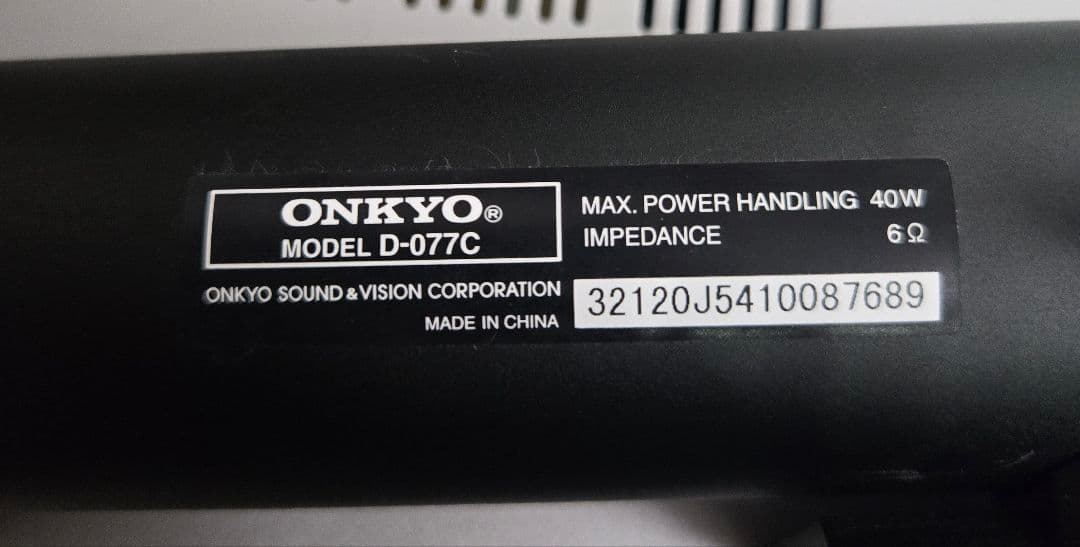 ONKYO®
MODEL D-077C
ONKYO SOUND & VISION CORPORATION
MADE IN CHINA
MAX. POWER HANDLING 40W
IMPEDANCE 6Ω
32120J5410087689